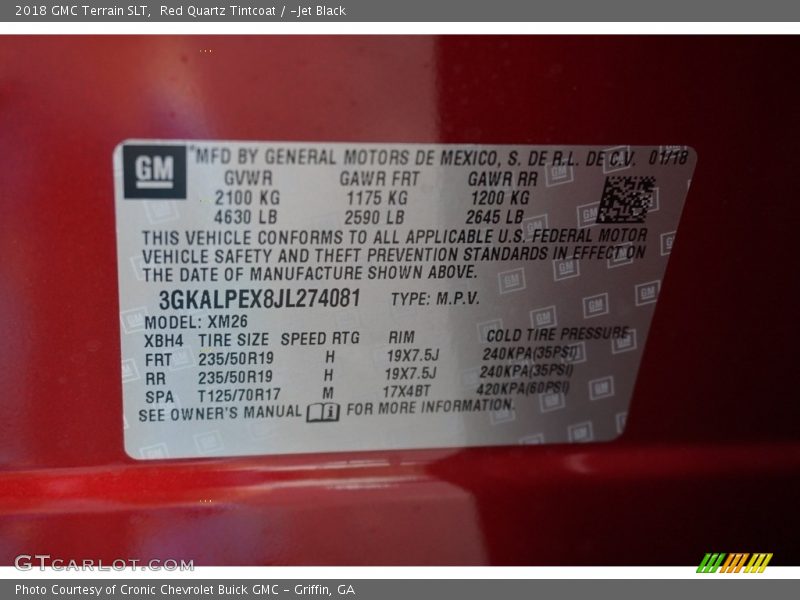 2018 GMC Terrain SLT,  Red Quartz Tintcoat / -Jet Black
GM
MFD BY GENERAL MOTORS DE MEXICO, S. DE R.L. DE C.V. 01/18
GVWR GAWR FRT GAWR RR
2100 KG 1175 KG 1200 KG
4630 LB 2590 LB 2645 LB
THIS VEHICLE CONFORMS TO ALL APPLICABLE U.S. FEDERAL MOTOR
VEHICLE SAFETY AND THEFT PREVENTION STANDARDS IN EFFECT ON
THE DATE OF MANUFACTURE SHOWN ABOVE.
3GKALPEX8JL274081 TYPE: M.P.V.
MODEL: XM26
XBH4 TIRE SIZE SPEED RTG RIM COLD TIRE PRESSURE
FRT 235/50R19 H 19X7.5J 240KPA(35PSI)
RR 235/50R19 H 19X7.5J 240KPA(35PSI)
SPA T125/70R17 M 17X4BT 420KPA(60PSI)
SEE OWNER'S MANUAL FOR MORE INFORMATION.
GTCARLOT.COM
Photo Courtesy of Cronic Chevrolet Buick GMC - Griffin, GA